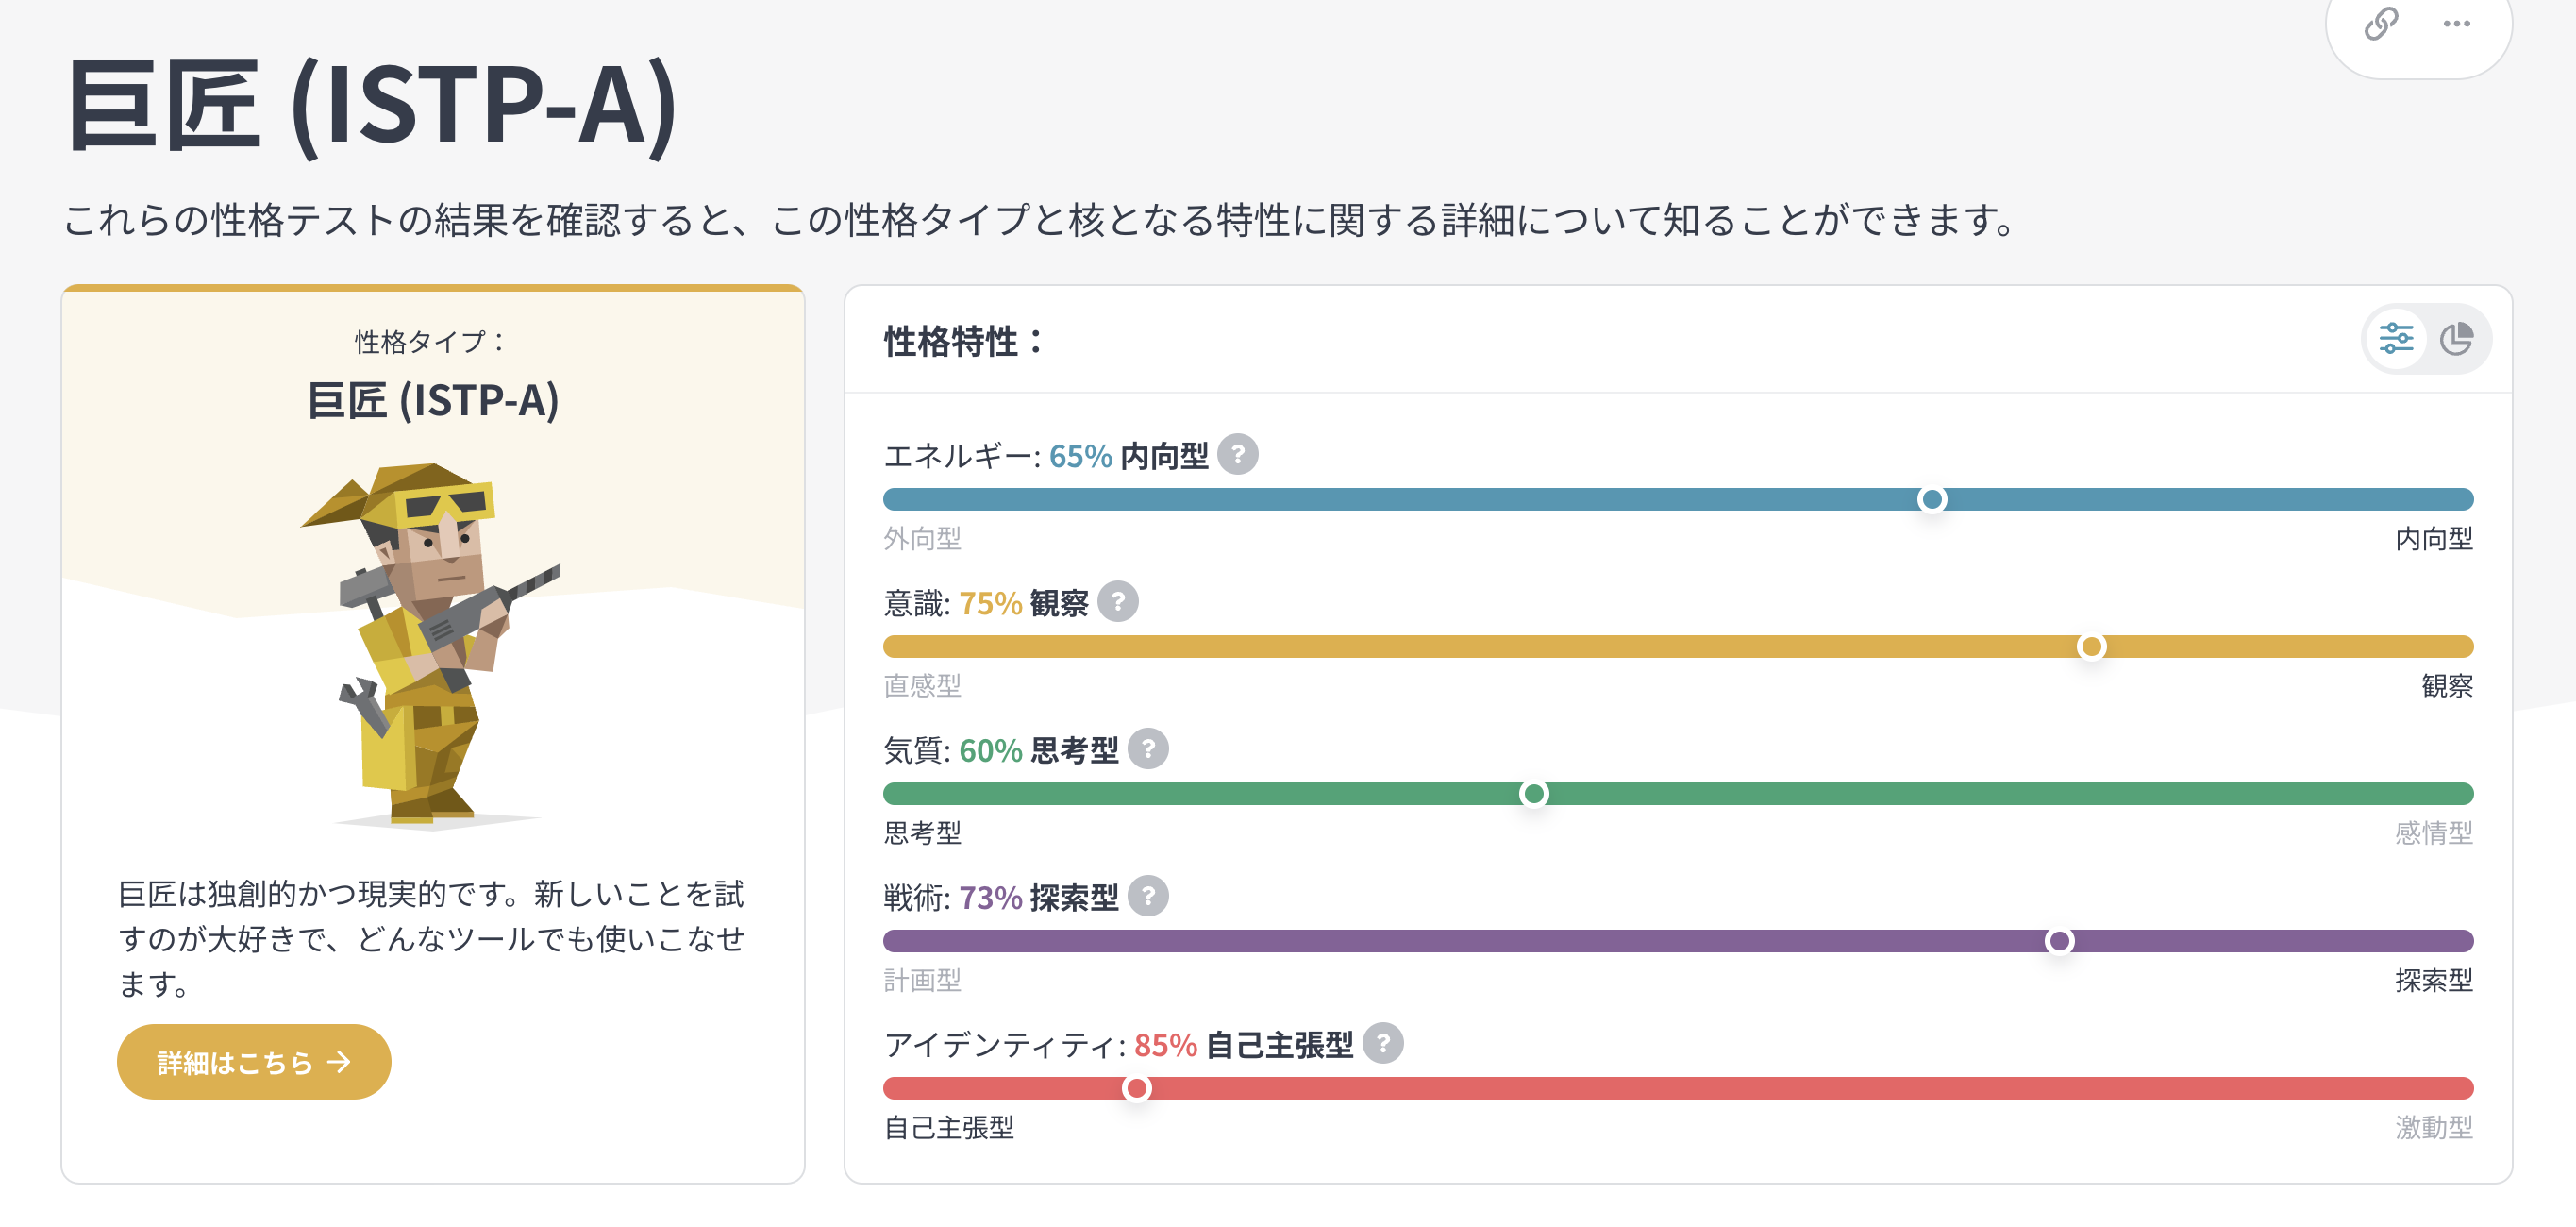 巨匠 (ISTP-A)
これらの性格テストの結果を確認すると、この性格タイプと核となる特性に関する詳細について知ることができます。
性格タイプ：
巨匠 (ISTP-A)
巨匠は独創的かつ現実的です。新しいことを試
すのが大好きで、どんなツールでも使いこなせ
ます。
詳細はこちら →
性格特性：
エネルギー: 65% 内向型 ?
外向型 内向型
意識: 75% 観察 ?
直感型 観察
気質: 60% 思考型 ?
思考型 感情型
戦術: 73% 探索型 ?
計画型 探索型
アイデンティティ: 85% 自己主張型 ?
自己主張型 激動型